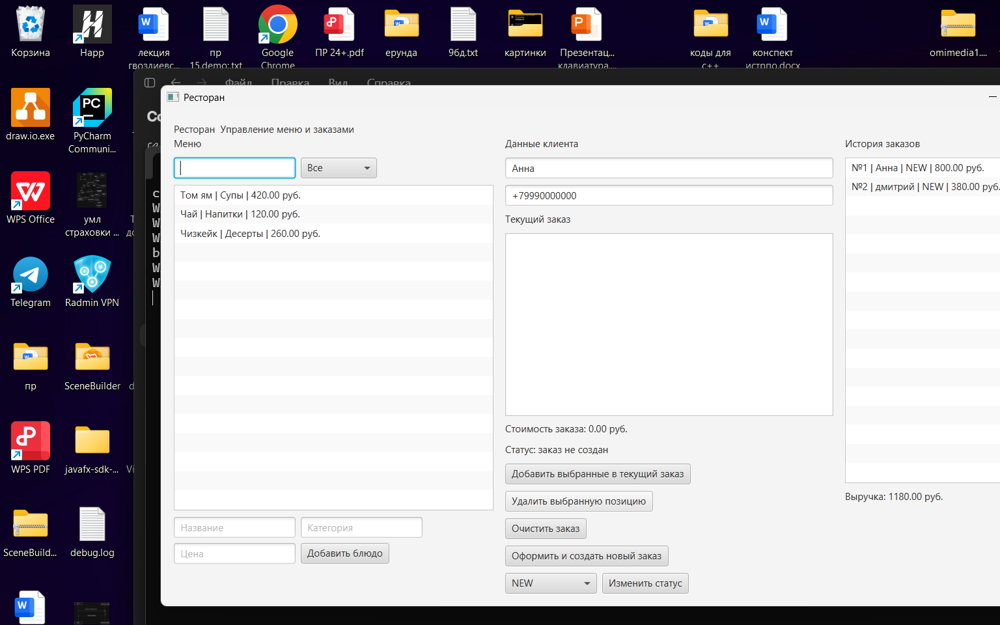 Корзина
Happ
лекция
гвоздиевс...
пр
15.demo:.txt
Google
Chrome
ПР 24+.pdf
ерунда
96д.txt
картинки
Презентац...
клавиатура....
коды для
с++
конспект
истрпо.docx
omimedia1....
draw.io.exe
PyCharm
Communi...
WPS Office
умл
страховки ...
Telegram
Radmin VPN
пр
SceneBuilder
WPS PDF
javafx-sdk-...
Vi
SceneBuild...
debug.log
Файл
Правка
Вид
Справка
Ресторан
Ресторан Управление меню и заказами
Меню
Все
Том ям | Супы | 420.00 руб.
Чай | Напитки | 120.00 руб.
Чизкейк | Десерты | 260.00 руб.
Название
Категория
Цена
Добавить блюдо
Данные клиента
Анна
+79990000000
Текущий заказ
Стоимость заказа: 0.00 руб.
Статус: заказ не создан
Добавить выбранные в текущий заказ
Удалить выбранную позицию
Очистить заказ
Оформить и создать новый заказ
NEW
Изменить статус
История заказов
№1 | Анна | NEW | 800.00 руб.
№2 | дмитрий | NEW | 380.00 руб.
Выручка: 1180.00 руб.